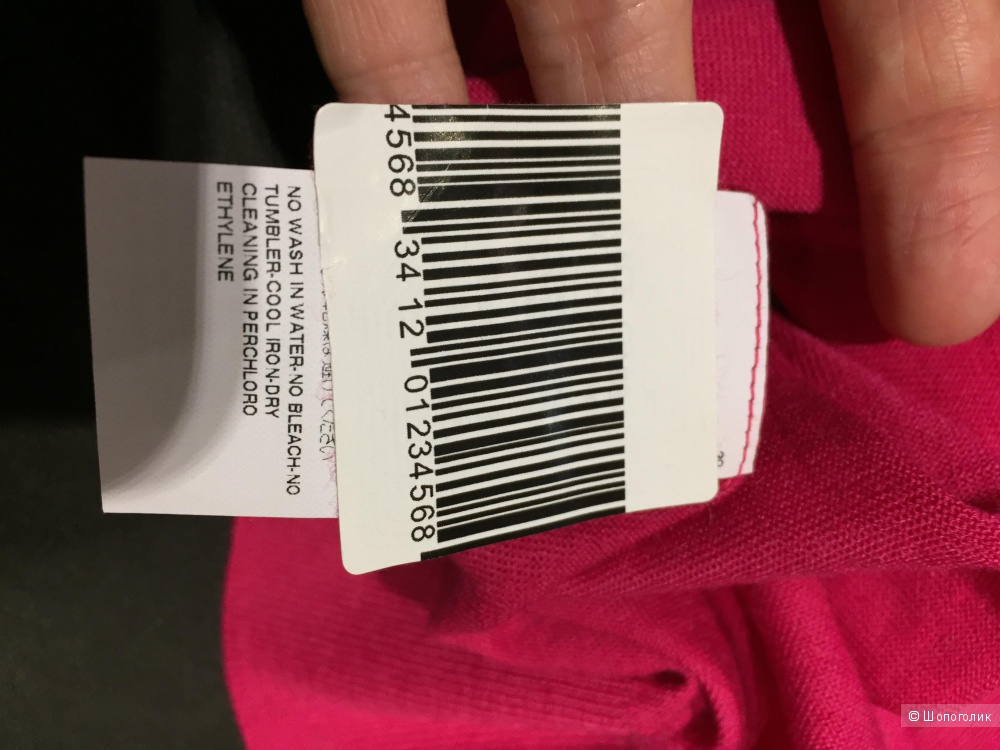 NO WASH IN WATER-NO BLEACH-NO
TUMBLER-COOL IRON-DRY
CLEANING IN PERCHLORO
ETHYLENE
4568 34 12 01234568
© Шопоголик